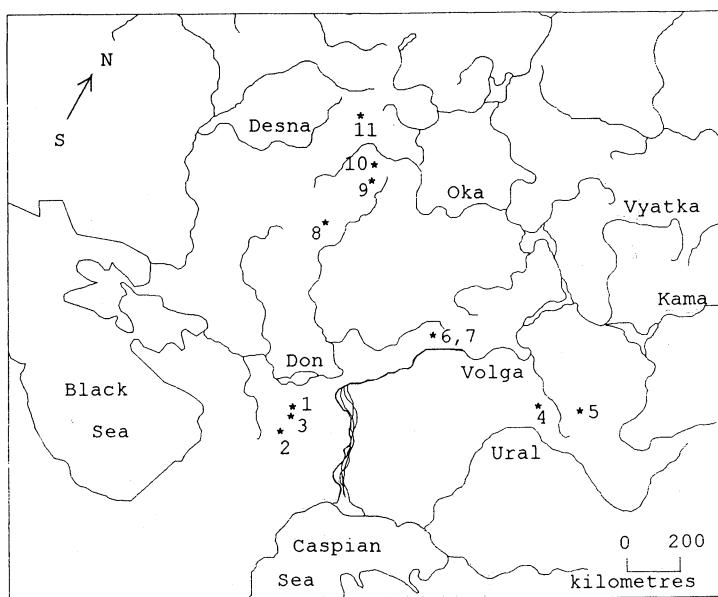 N
S
Desna
11
10
9
Oka
Vyatka
8
Kama
6,7
Don
Volga
Black
Sea
1
3
2
4
5
Ural
0 200
kilometres
Caspian
Sea